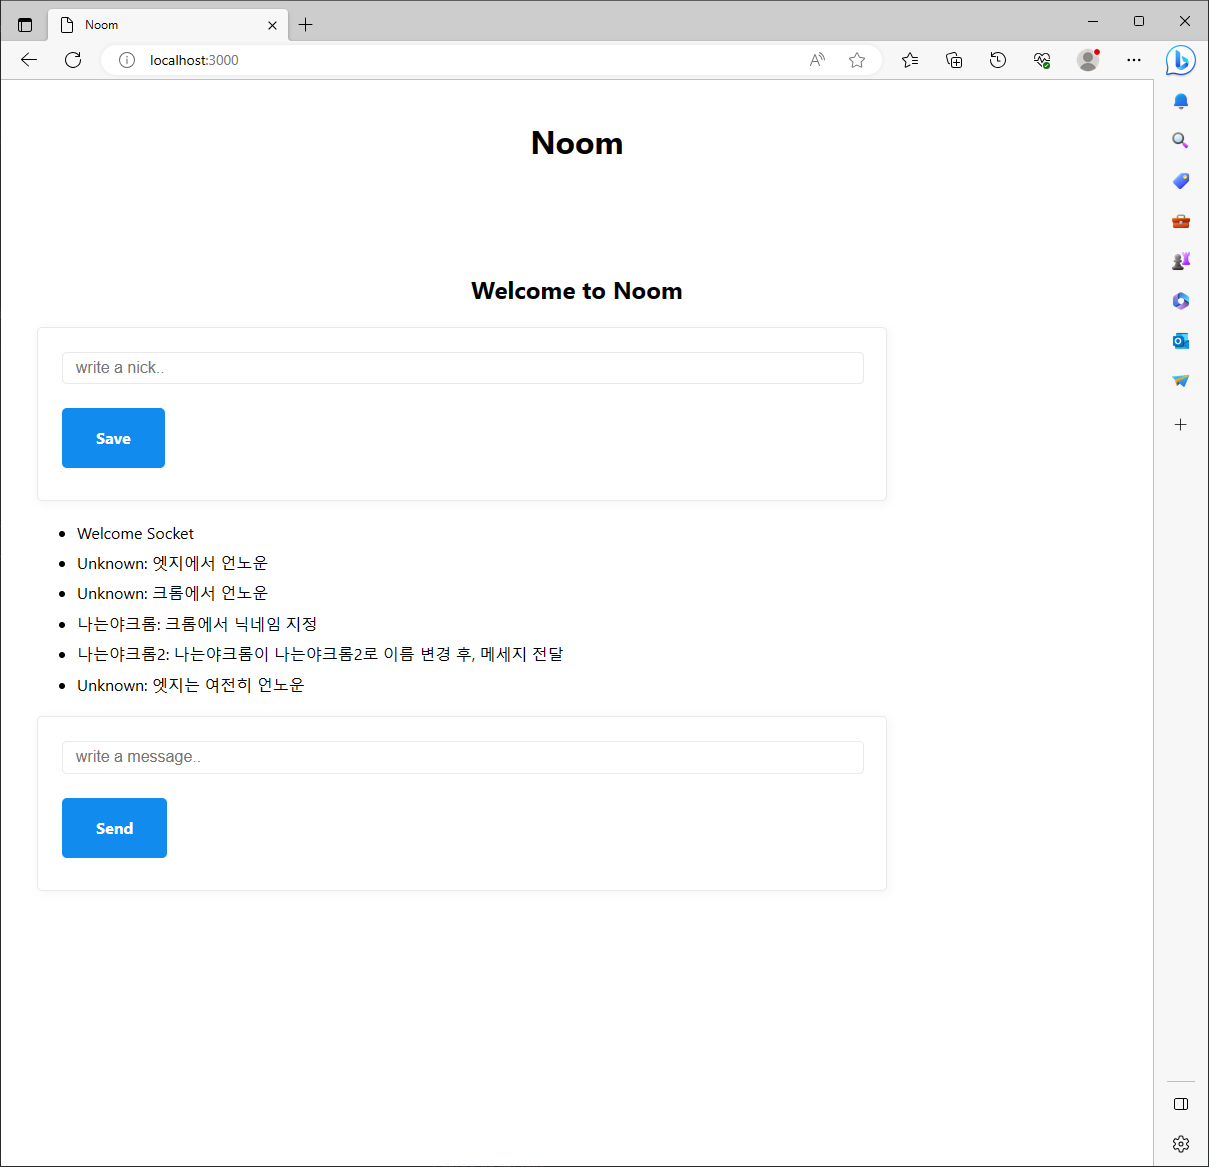 Noom
localhost:3000
Noom
Welcome to Noom
write a nick..
Save
Welcome Socket
Unknown: 엣지에서 언노운
Unknown: 크롬에서 언노운
나는야크롬: 크롬에서 닉네임 지정
나는야크롬2: 나는야크롬이 나는야크롬2로 이름 변경 후, 메세지 전달
Unknown: 엣지는 여전히 언노운
write a message..
Send